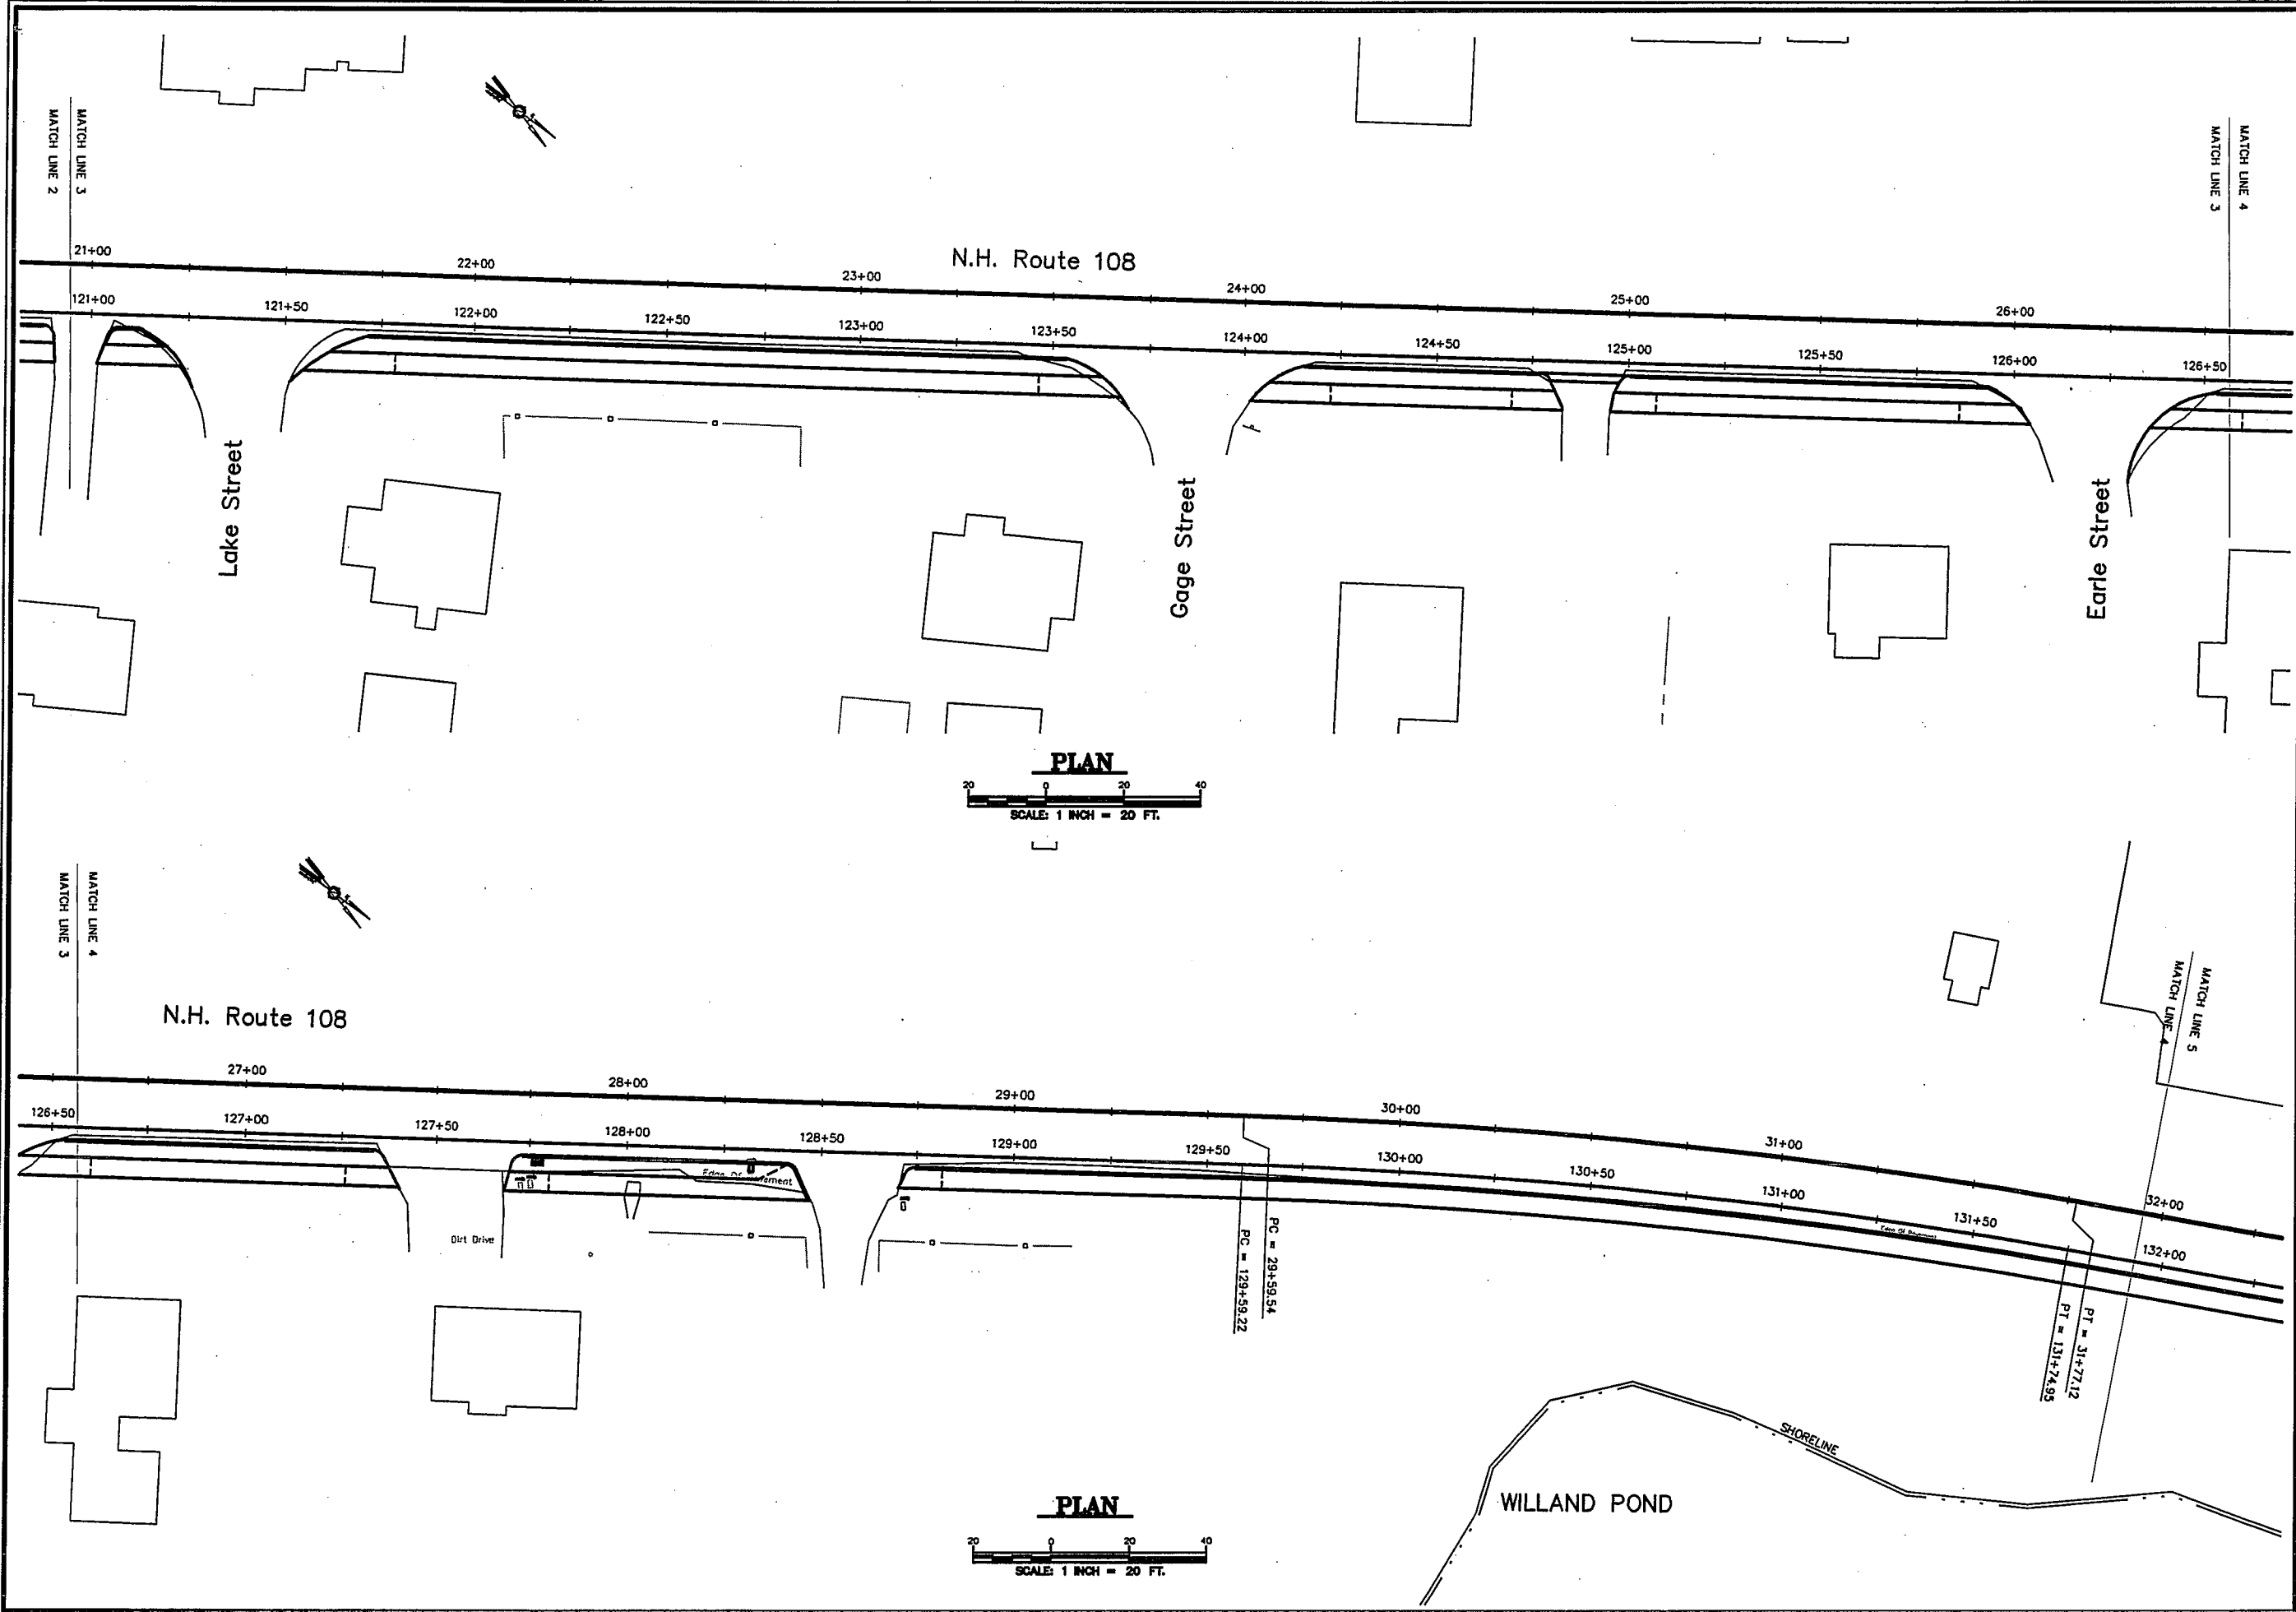 MATCH LINE 3
MATCH LINE 2
MATCH LINE 4
MATCH LINE 3
N.H. Route 108
21+00
22+00
23+00
24+00
25+00
26+00
121+00
121+50
122+00
122+50
123+00
123+50
124+00
124+50
125+00
125+50
126+00
126+50
Lake Street
Gage Street
Earle Street
PLAN
20 0 20 40
SCALE: 1 INCH = 20 FT.
MATCH LINE 4
MATCH LINE 3
MATCH LINE 5
MATCH LINE 4
N.H. Route 108
27+00
28+00
29+00
30+00
31+00
32+00
126+50
127+00
127+50
128+00
128+50
129+00
129+50
130+00
130+50
131+00
131+50
132+00
Edge Of Pavement
Edge Of Pavement
Dirt Drive
PC = 29+59.54
PC = 129+59.22
PT = 31+77.12
PT = 131+74.95
SHORELINE
WILLAND POND
PLAN
20 0 20 40
SCALE: 1 INCH = 20 FT.